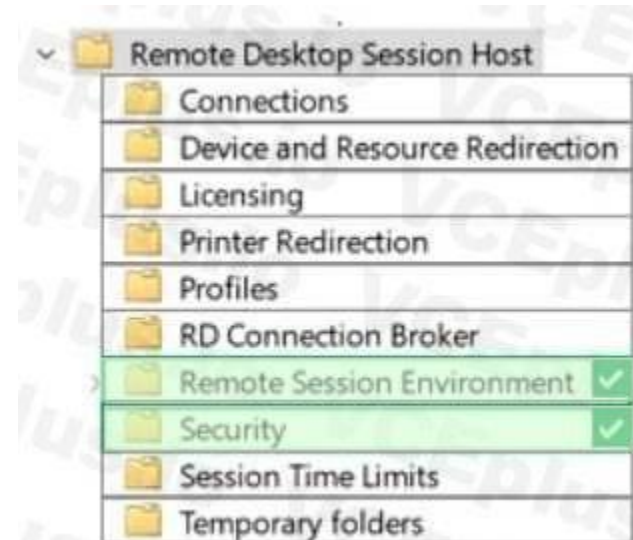 Remote Desktop Session Host
Connections
Device and Resource Redirection
Licensing
Printer Redirection
Profiles
RD Connection Broker
Remote Session Environment
Security
Session Time Limits
Temporary folders